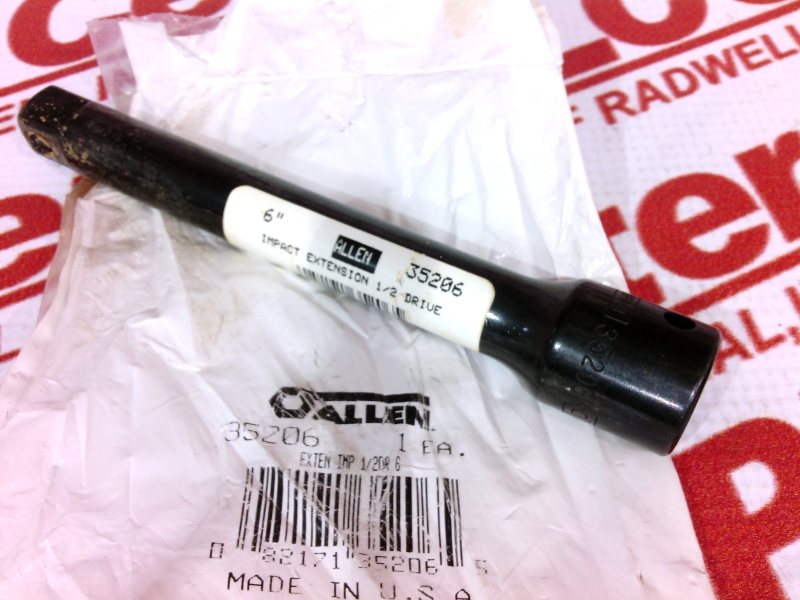 6"
ALLEN
35206
IMPACT EXTENSION 1/2 DRIVE
35206
ALLEN
35206 1 EA.
EXTEN IMP 1/2DR 6
0 82171 35206 5
MADE IN U.S.A
RADWELL